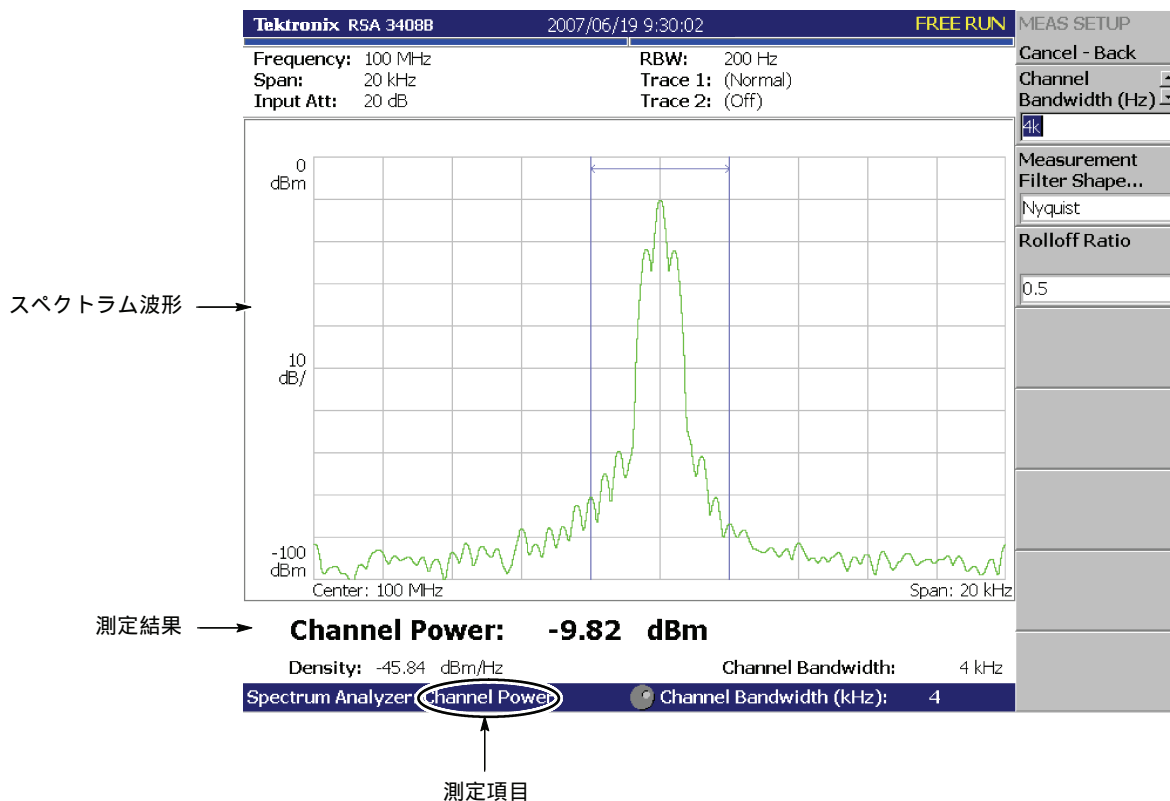 Tektronix RSA 3408B 2007/06/19 9:30:02 FREE RUN
Frequency: 100 MHz RBW: 200 Hz
Span: 20 kHz Trace 1: (Normal)
Input Att: 20 dB Trace 2: (Off)
MEAS SETUP
Cancel - Back
Channel
Bandwidth (Hz)
4k
Measurement
Filter Shape...
Nyquist
Rolloff Ratio
0.5
0
dBm
10
dB/
-100
dBm
Center: 100 MHz Span: 20 kHz
スペクトラム波形
測定結果
Channel Power: -9.82 dBm
Density: -45.84 dBm/Hz Channel Bandwidth: 4 kHz
Spectrum Analyzer: Channel Power Channel Bandwidth (kHz): 4
測定項目